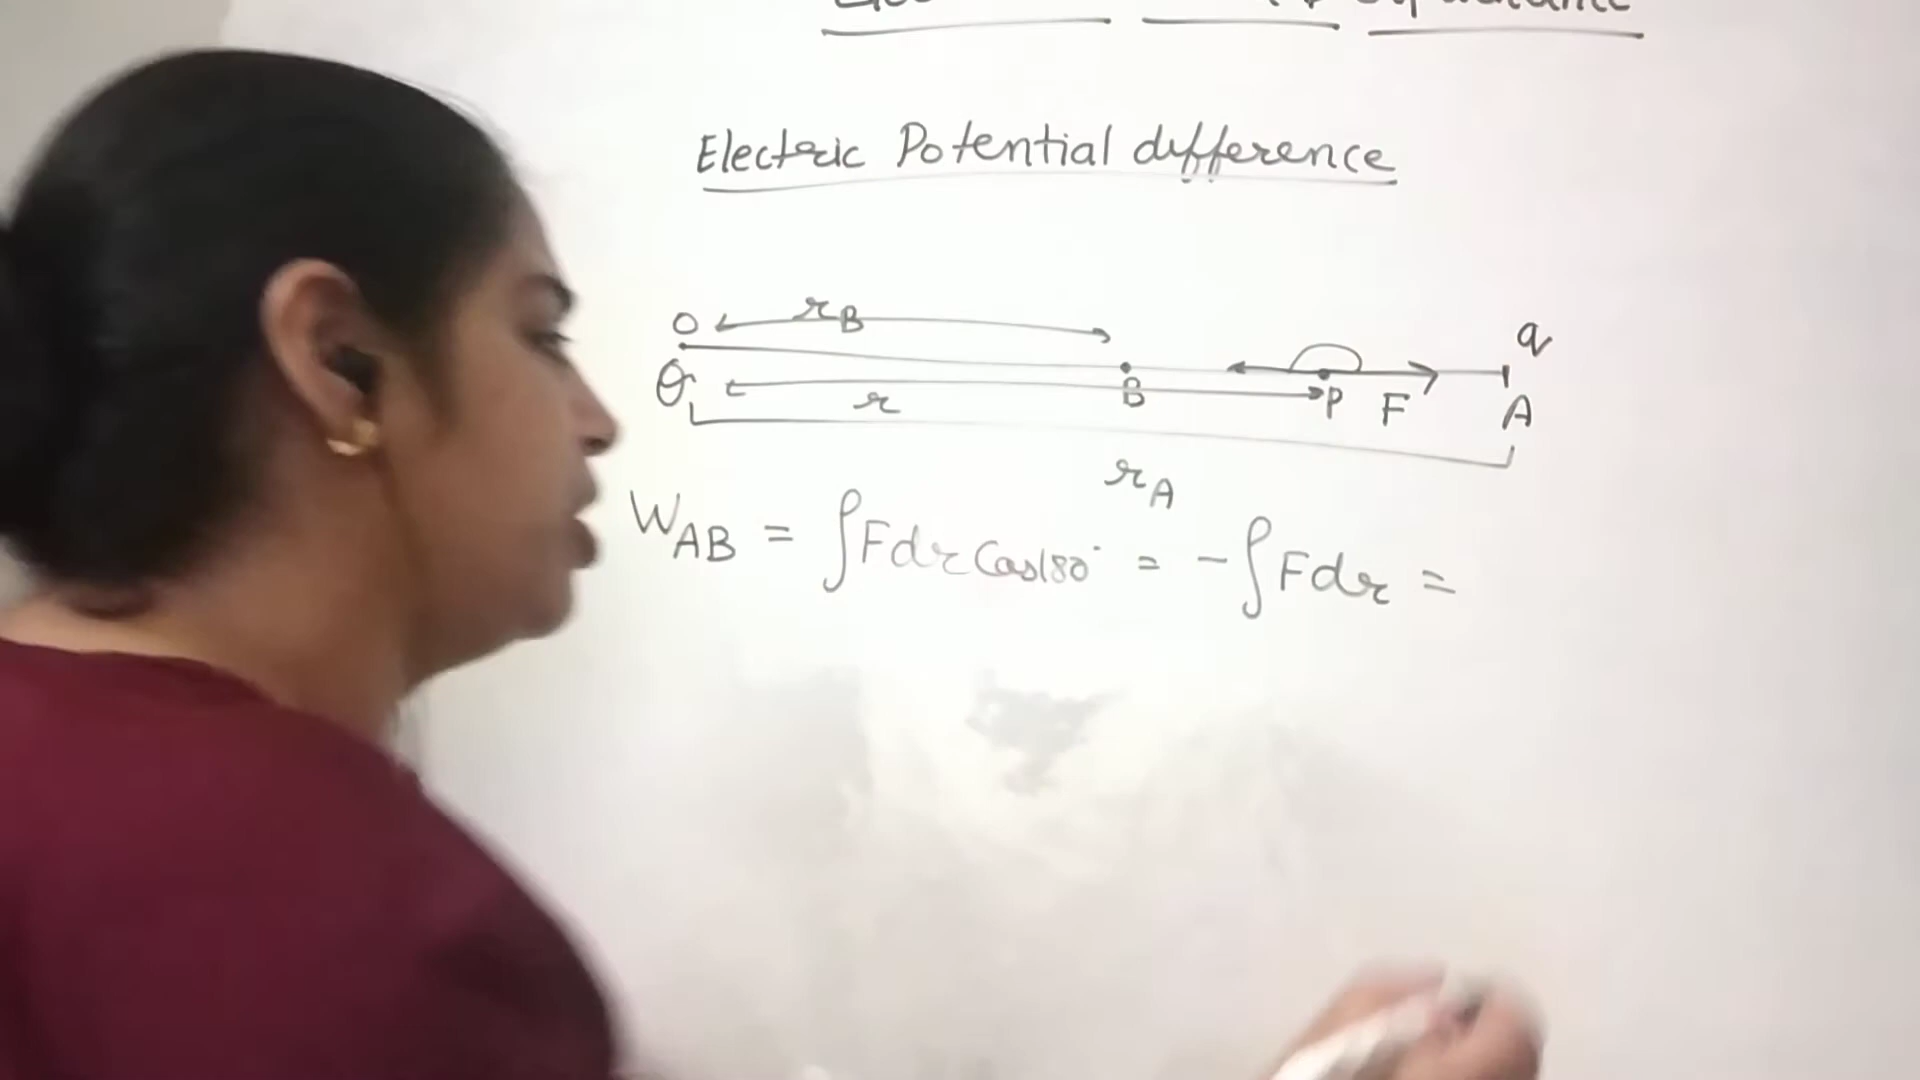 Electric Potential difference
O r_B q
Q r B P F A
r_A
W_AB = ∫Fdr Cos180° = -∫Fdr =